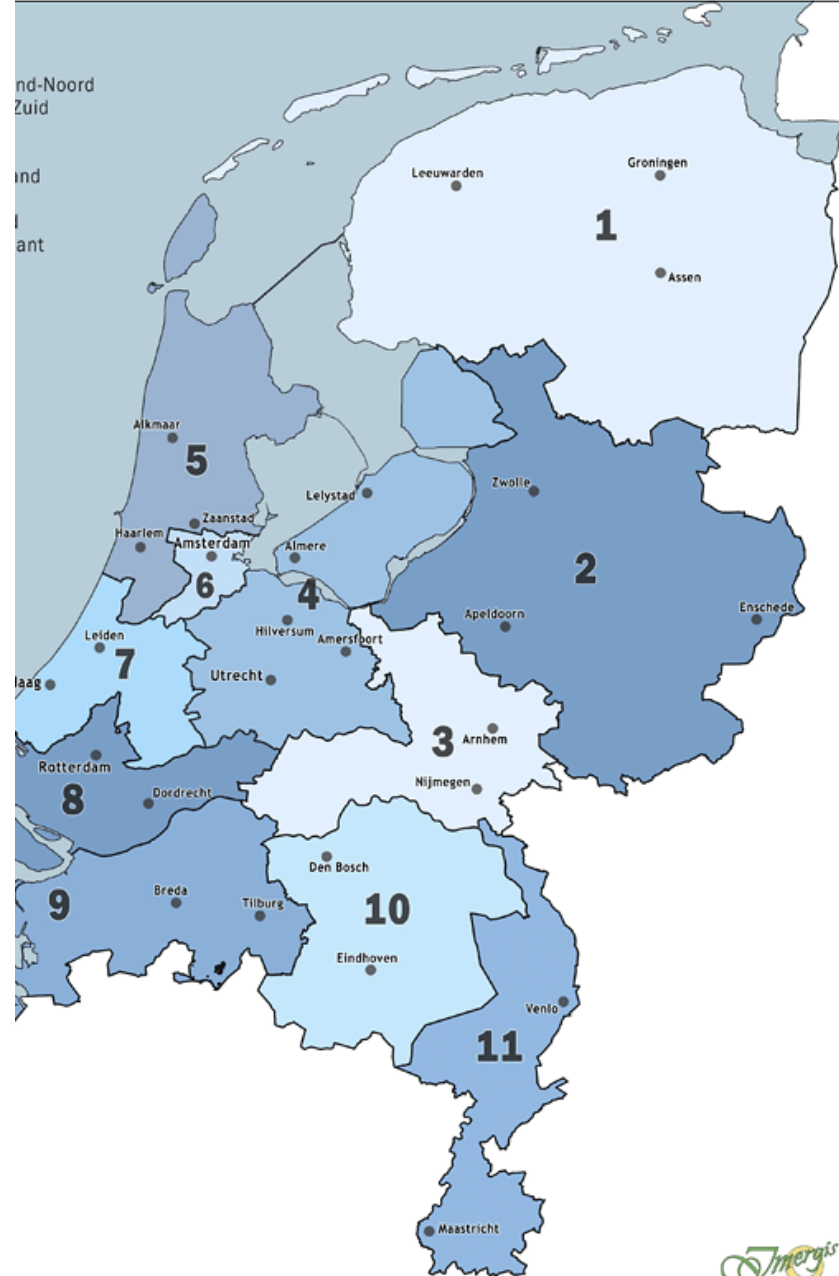 nd-Noord
Zuid
and
ant
Leeuwarden
Groningen
1
Assen
Alkmaar
5
Lelystad
Zwolle
Zaanstad
Haarlem
Amsterdam
Almere
6
4
2
Apeldoorn
Enschede
Leiden
Hilversum
Amersfoort
7
Utrecht
laag
3
Arnhem
Rotterdam
Nijmegen
8
Dordrecht
Den Bosch
9
Breda
Tilburg
10
Eindhoven
Venlo
11
Maastricht
Imergis